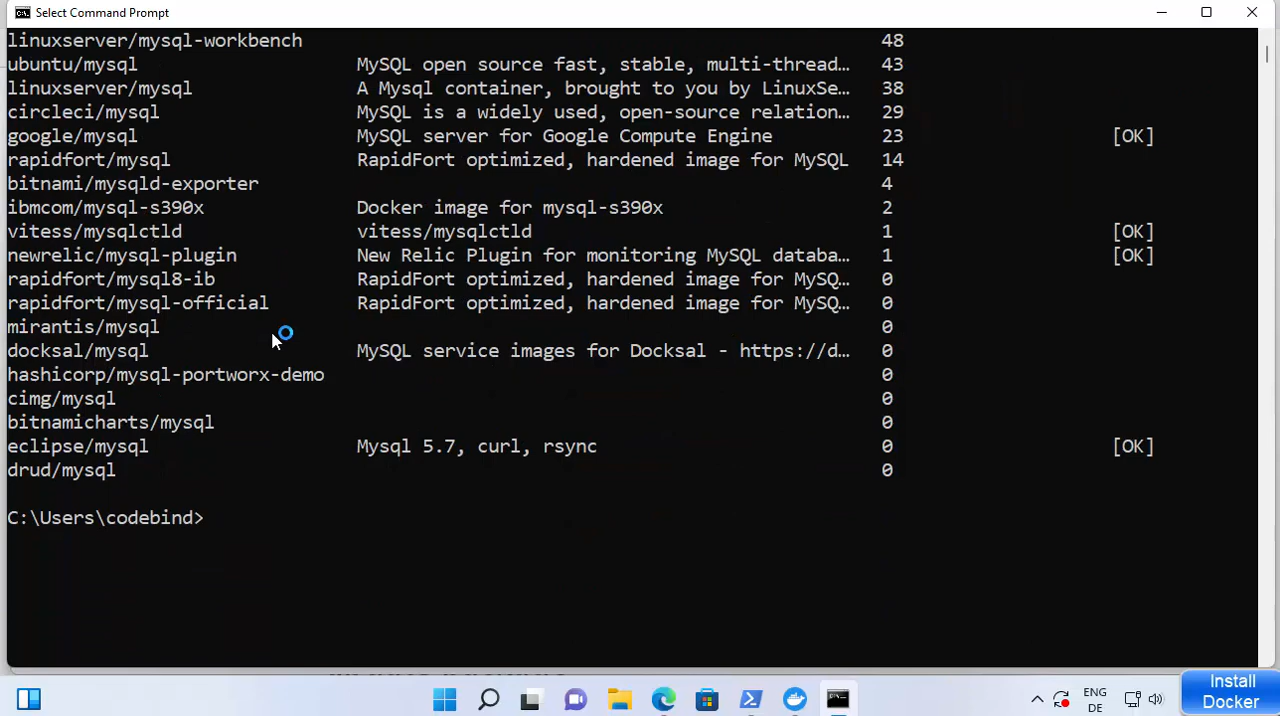 Select Command Prompt
linuxserver/mysql-workbench 48
ubuntu/mysql MySQL open source fast, stable, multi-thread… 43
linuxserver/mysql A Mysql container, brought to you by LinuxSe… 38
circleci/mysql MySQL is a widely used, open-source relation… 29
google/mysql MySQL server for Google Compute Engine 23 [OK]
rapidfort/mysql RapidFort optimized, hardened image for MySQL 14
bitnami/mysqld-exporter 4
ibmcom/mysql-s390x Docker image for mysql-s390x 2
vitess/mysqlctld vitess/mysqlctld 1 [OK]
newrelic/mysql-plugin New Relic Plugin for monitoring MySQL databa… 1 [OK]
rapidfort/mysql8-ib RapidFort optimized, hardened image for MySQ… 0
rapidfort/mysql-official RapidFort optimized, hardened image for MySQ… 0
mirantis/mysql 0
docksal/mysql MySQL service images for Docksal - https://d… 0
hashicorp/mysql-portworx-demo 0
cimg/mysql 0
bitnamicharts/mysql 0
eclipse/mysql Mysql 5.7, curl, rsync 0 [OK]
drud/mysql 0
C:\Users\codebind>
ENG
DE
Install
Docker